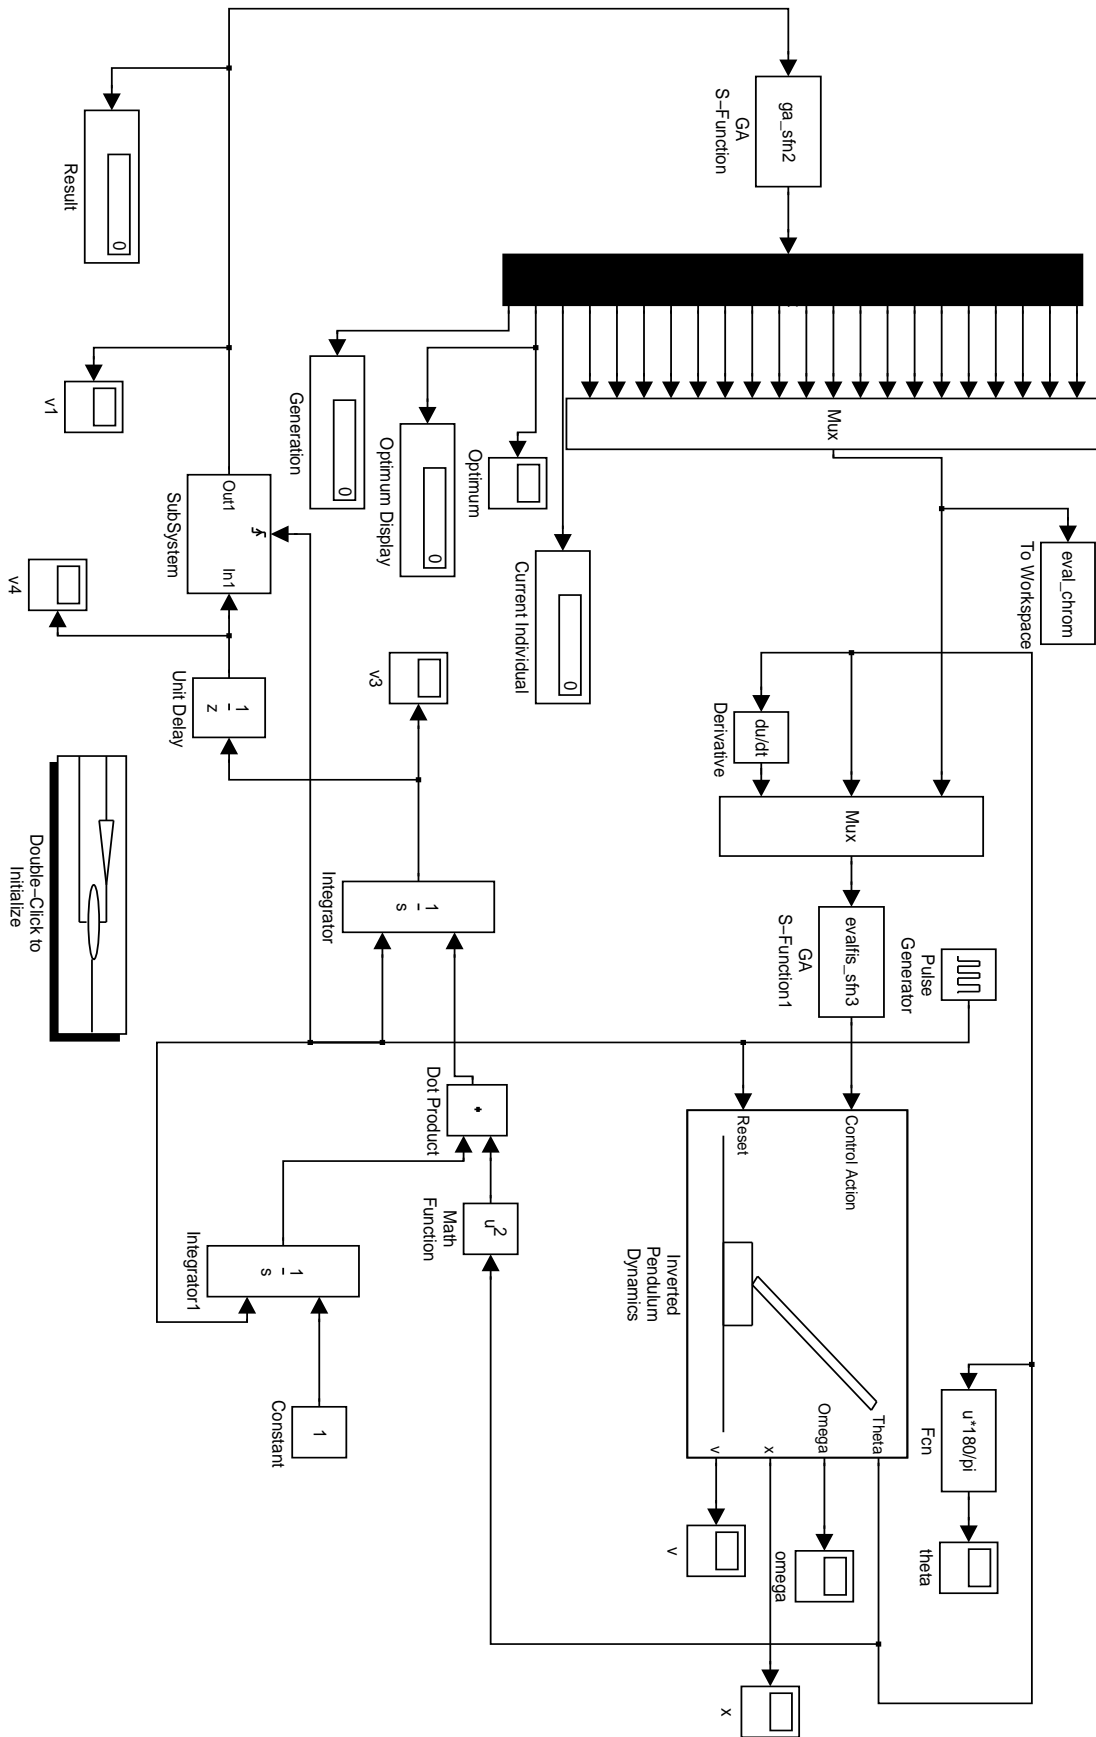 ga_sfn2
GA
S−Function
0
Result
v1
Mux
0
Generation
0
Optimum Display
Optimum
0
Current Individual
eval_chrom
To Workspace
Out1
In1
SubSystem
v4
1
z
Unit Delay
v3
Double−Click to
Initialize
du/dt
Derivative
Mux
evalfis_sfn3
GA
S−Function1
Pulse
Generator
1
s
Integrator
Dot Product
u2
Math
Function
1
s
Integrator1
1
Constant
Control Action
Reset
Theta
Omega
x
v
Inverted
Pendulum
Dynamics
u*180/pi
Fcn
theta
omega
v
x